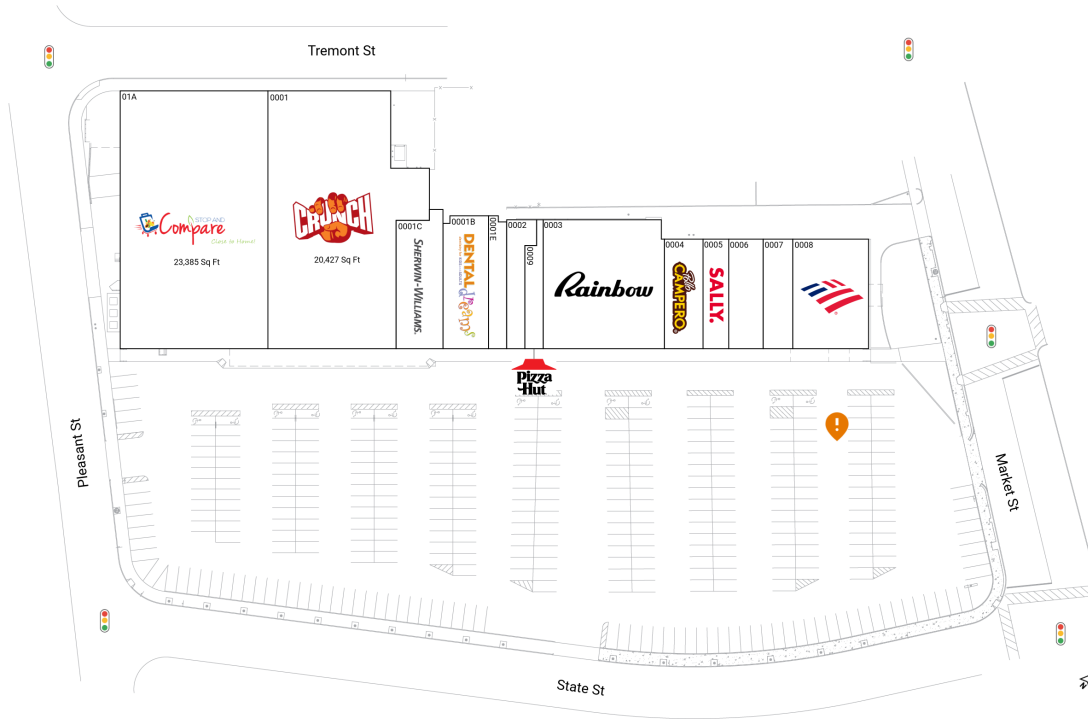 Tremont St
01A
0001
STOP AND
Compare
Close to Home!
23,385 Sq Ft
CRUNCH
20,427 Sq Ft
0001C
SHERWIN-WILLIAMS.
0001B
DENTAL
dreams
0001E
0002
0009
0003
Rainbow
0004
Pollo
CAMPERO
0005
SALLY.
0006
0007
0008
Pizza
Hut
!
Pleasant St
Market St
State St
N